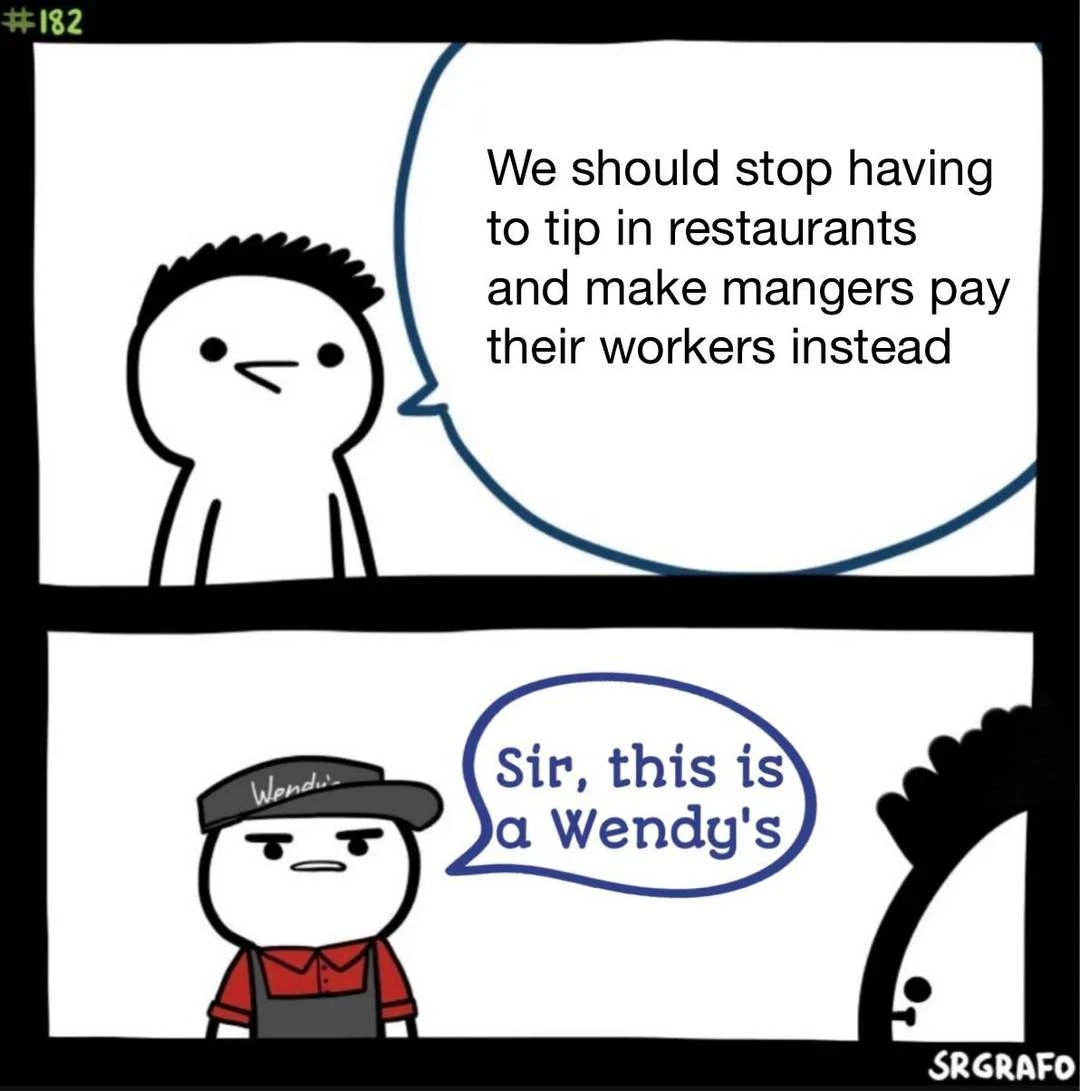 #182
We should stop having
to tip in restaurants
and make mangers pay
their workers instead
Sir, this is
a Wendy's
Wendy's
SRGRAFO